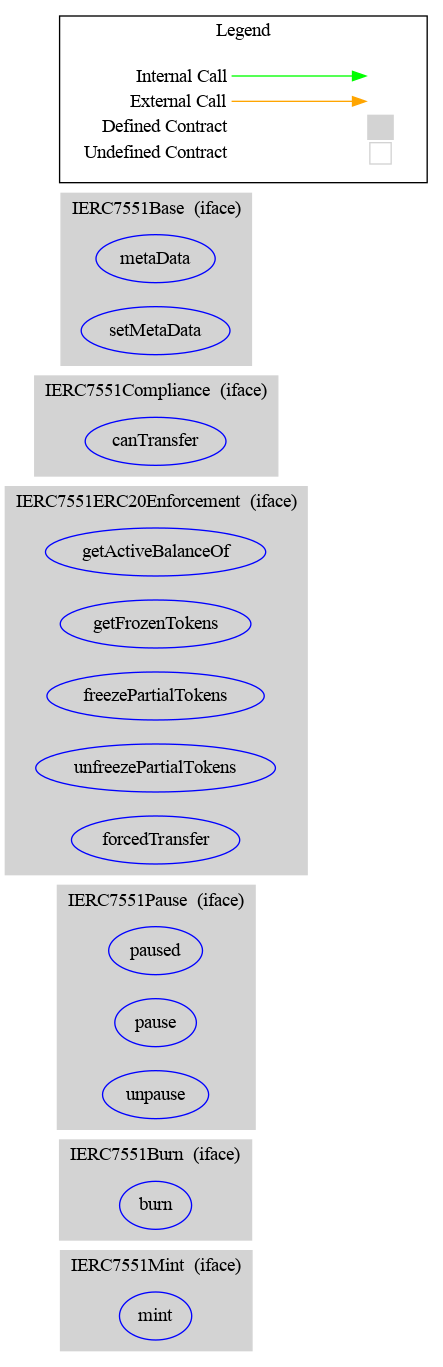 Legend
Internal Call
External Call
Defined Contract
Undefined Contract
IERC7551Base (iface)
metaData
setMetaData
IERC7551Compliance (iface)
canTransfer
IERC7551ERC20Enforcement (iface)
getActiveBalanceOf
getFrozenTokens
freezePartialTokens
unfreezePartialTokens
forcedTransfer
IERC7551Pause (iface)
paused
pause
unpause
IERC7551Burn (iface)
burn
IERC7551Mint (iface)
mint